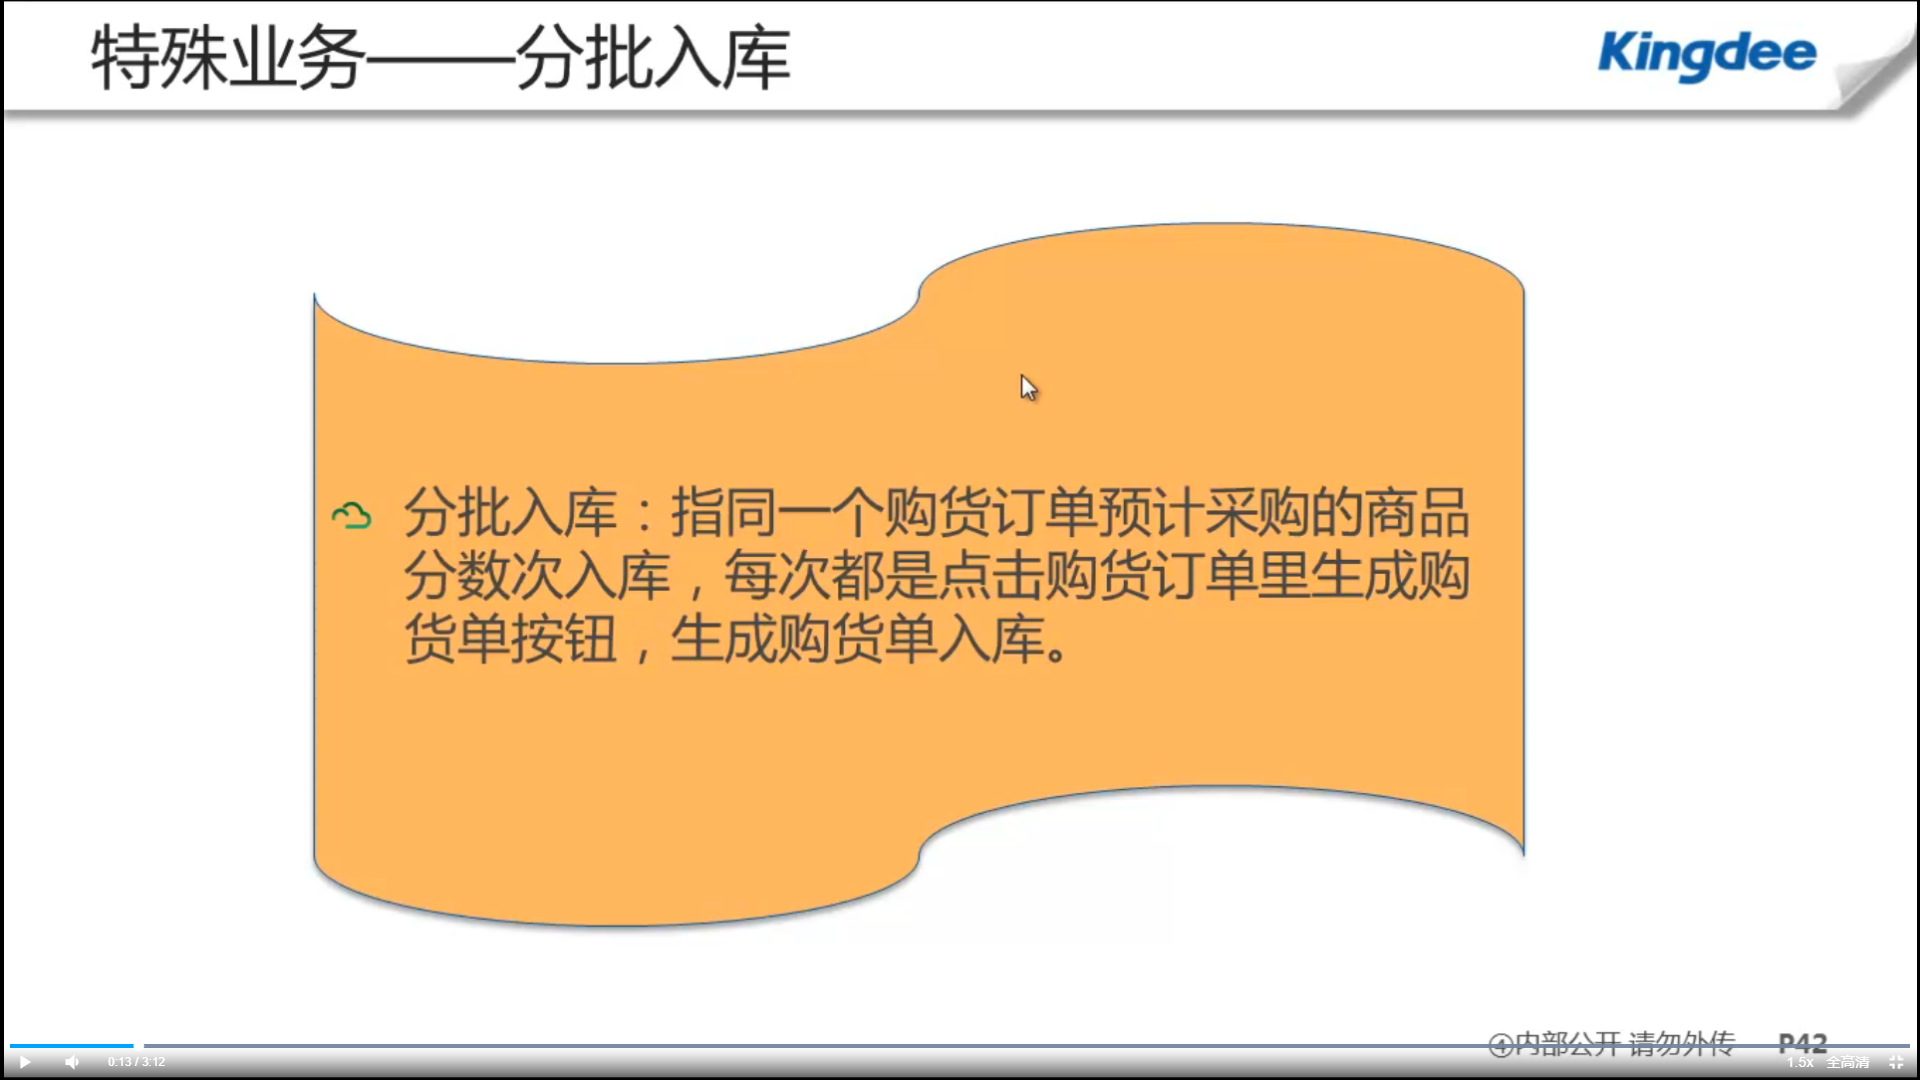 特殊业务——分批入库
Kingdee
分批入库：指同一个购货订单预计采购的商品
分数次入库，每次都是点击购货订单里生成购
货单按钮，生成购货单入库。
④内部公开 请勿外传
P42
0:13 / 3:12
1.5x 全高清